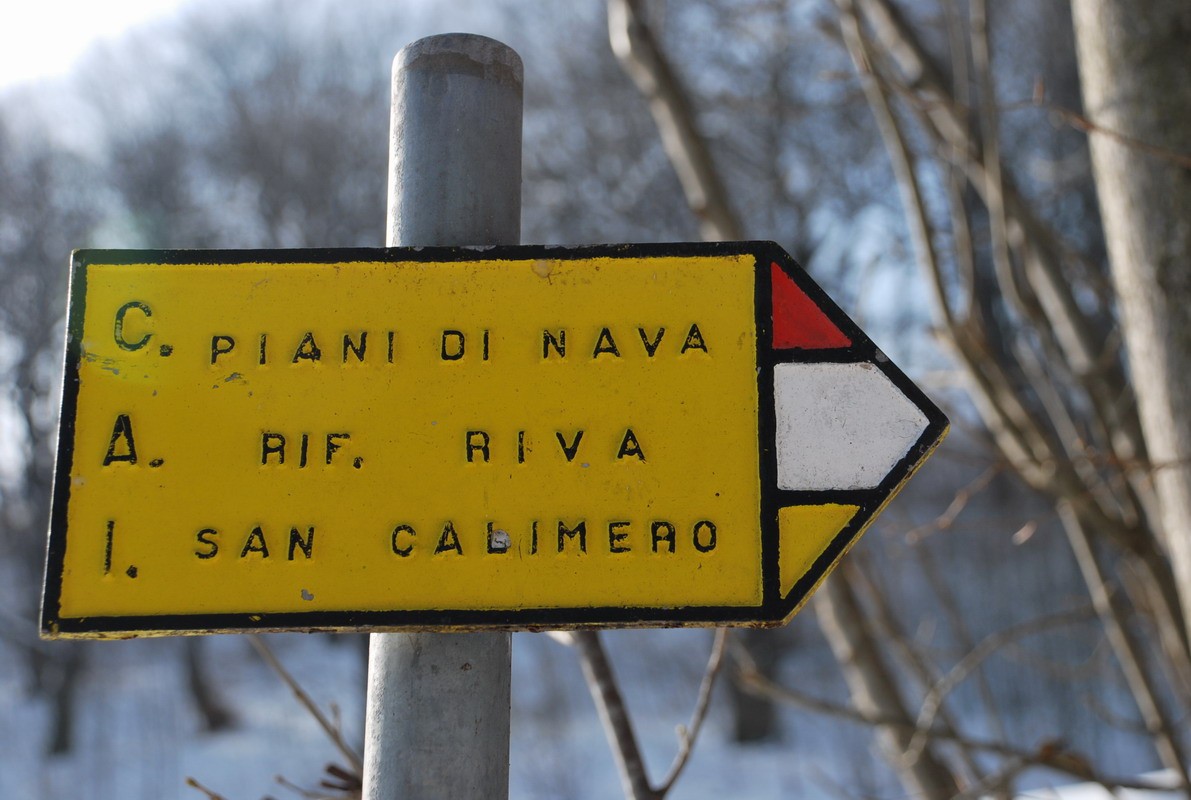 C. PIANI DI NAVA
A. RIF. RIVA
I. SAN CALIMERO